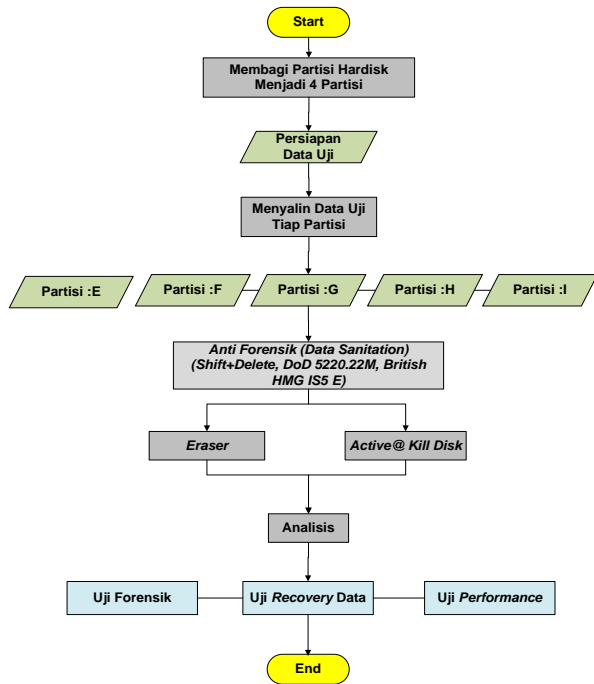 Start
Membagi Partisi Hardisk
Menjadi 4 Partisi
Persiapan
Data Uji
Menyalin Data Uji
Tiap Partisi
Partisi :E
Partisi :F
Partisi :G
Partisi :H
Partisi :I
Anti Forensik (Data Sanitation)
(Shift+Delete, DoD 5220.22M, British
HMG IS5 E)
Eraser
Active@ Kill Disk
Analisis
Uji Forensik
Uji Recovery Data
Uji Performance
End